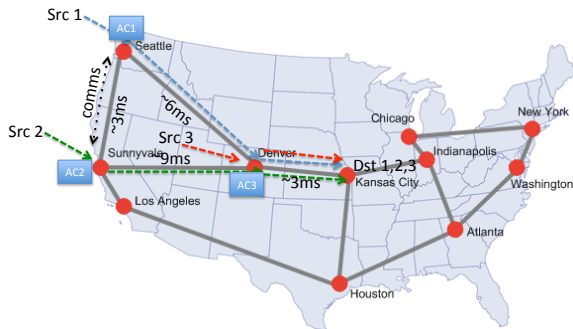 Src 1
AC1
Seattle
comms
~3ms
~6ms
Src 2
Src 3
Sunnyvale
~9ms
Denver
AC2
AC3
~3ms
Dst 1,2,3
Kansas City
Chicago
New York
Indianapolis
Washington
Los Angeles
Atlanta
Houston